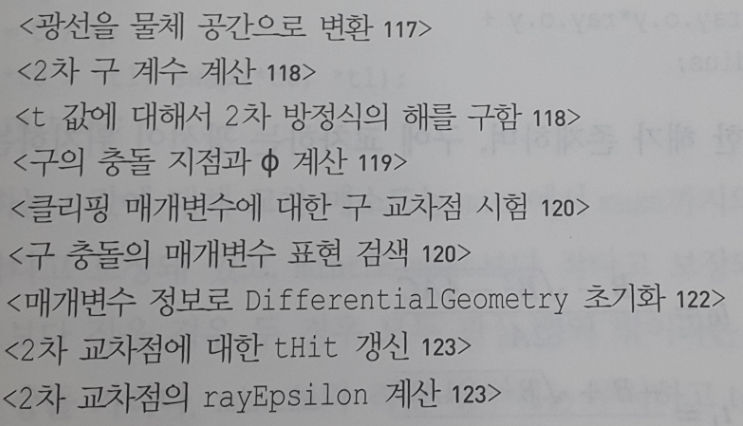 <광선을 물체 공간으로 변환 117>
<2차 구 계수 계산 118>
<t 값에 대해서 2차 방정식의 해를 구함 118>
<구의 충돌 지점과 φ 계산 119>
<클리핑 매개변수에 대한 구 교차점 시험 120>
<구 충돌의 매개변수 표현 검색 120>
<매개변수 정보로 DifferentialGeometry 초기화 122>
<2차 교차점에 대한 tHit 갱신 123>
<2차 교차점의 rayEpsilon 계산 123>